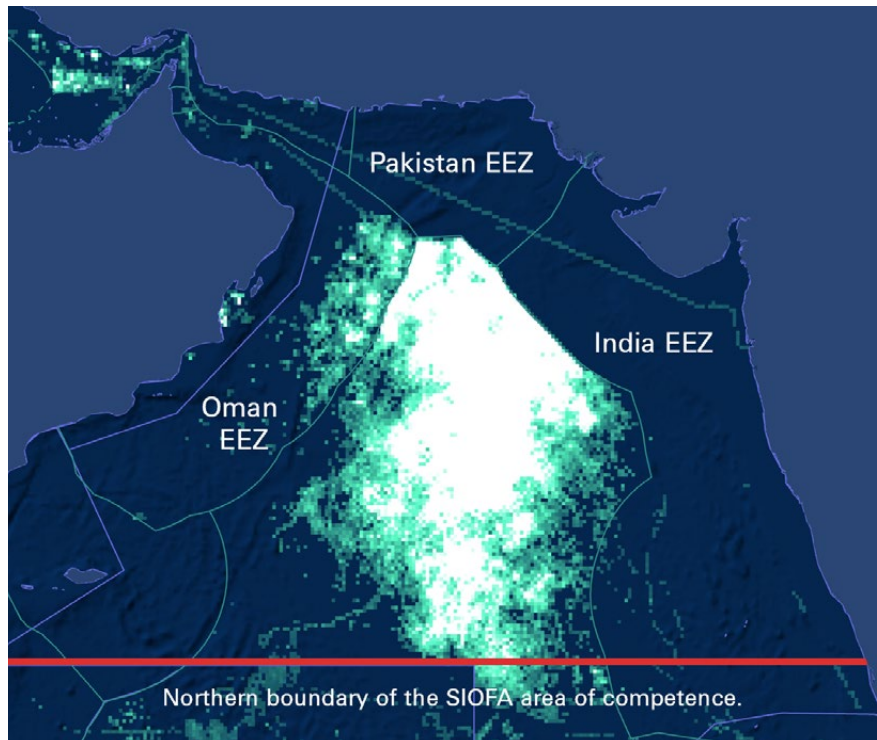 Pakistan EEZ
India EEZ
Oman
EEZ
Northern boundary of the SIOFA area of competence.